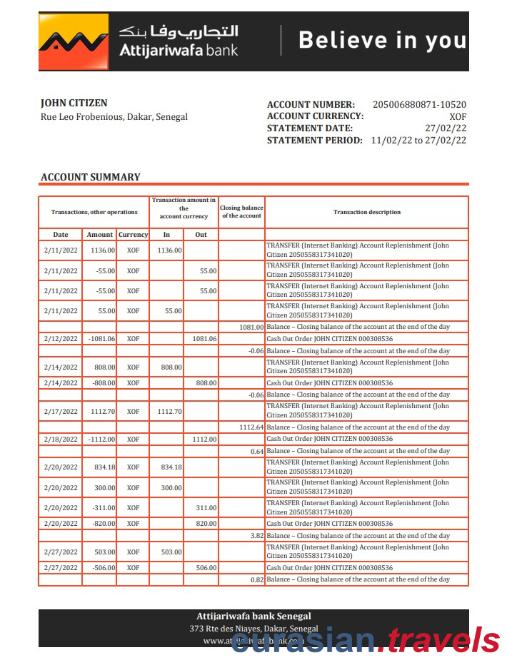 التجاري وفا بنك
Attijariwafa bank
Believe in you
JOHN CITIZEN
Rue Leo Frobenious, Dakar, Senegal
ACCOUNT NUMBER: 205006880871-10520
ACCOUNT CURRENCY: XOF
STATEMENT DATE: 27/02/22
STATEMENT PERIOD: 11/02/22 to 27/02/22
ACCOUNT SUMMARY
Transactions, other operations
Transaction amount in
the
account currency
Closing balance
of the account
Transaction description
Date Amount Currency In Out
2/11/2022 1136.00 XOF 1136.00 TRANSFER (Internet Banking) Account Replenishment (John
Citizen 2050558317341020)
2/11/2022 -55.00 XOF 55.00 TRANSFER (Internet Banking) Account Replenishment (John
Citizen 2050558317341020)
2/11/2022 -55.00 XOF 55.00 TRANSFER (Internet Banking) Account Replenishment (John
Citizen 2050558317341020)
2/11/2022 55.00 XOF 55.00 TRANSFER (Internet Banking) Account Replenishment (John
Citizen 2050558317341020)
1081.00 Balance – Closing balance of the account at the end of the day
2/12/2022 -1081.06 XOF 1081.06 Cash Out Order JOHN CITIZEN 000308536
-0.06 Balance – Closing balance of the account at the end of the day
2/14/2022 808.00 XOF 808.00 TRANSFER (Internet Banking) Account Replenishment (John
Citizen 2050558317341020)
2/14/2022 -808.00 XOF 808.00 Cash Out Order JOHN CITIZEN 000308536
-0.06 Balance – Closing balance of the account at the end of the day
2/17/2022 1112.70 XOF 1112.70 TRANSFER (Internet Banking) Account Replenishment (John
Citizen 2050558317341020)
1112.64 Balance – Closing balance of the account at the end of the day
2/18/2022 -1112.00 XOF 1112.00 Cash Out Order JOHN CITIZEN 000308536
0.64 Balance – Closing balance of the account at the end of the day
2/20/2022 834.18 XOF 834.18 TRANSFER (Internet Banking) Account Replenishment (John
Citizen 2050558317341020)
2/20/2022 300.00 XOF 300.00 TRANSFER (Internet Banking) Account Replenishment (John
Citizen 2050558317341020)
2/20/2022 -311.00 XOF 311.00 TRANSFER (Internet Banking) Account Replenishment (John
Citizen 2050558317341020)
2/20/2022 -820.00 XOF 820.00 Cash Out Order JOHN CITIZEN 000308536
3.82 Balance – Closing balance of the account at the end of the day
2/27/2022 503.00 XOF 503.00 TRANSFER (Internet Banking) Account Replenishment (John
Citizen 2050558317341020)
2/27/2022 -506.00 XOF 506.00 Cash Out Order JOHN CITIZEN 000308536
0.82 Balance – Closing balance of the account at the end of the day
Attijariwafa bank Senegal
373 Rte des Niayes, Dakar, Senegal
eurasian.travels